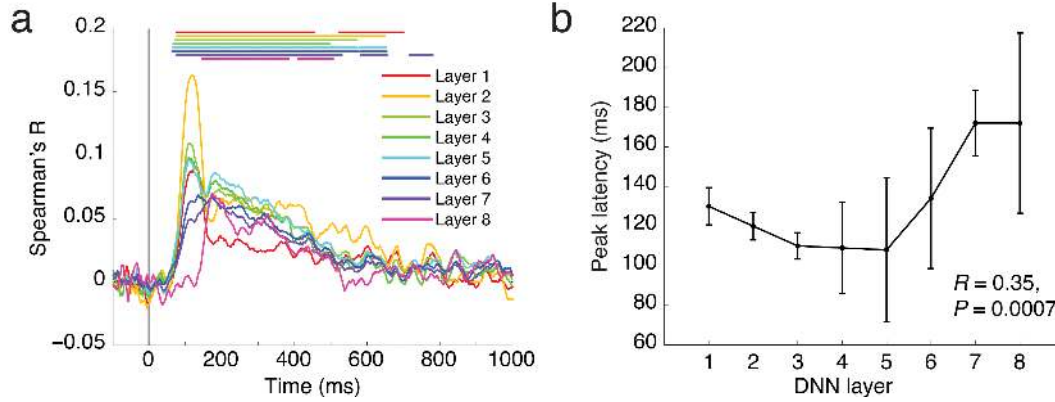 a
0.2
0.15
0.1
0.05
0
−0.05
Spearman's R
Layer 1
Layer 2
Layer 3
Layer 4
Layer 5
Layer 6
Layer 7
Layer 8
0 200 400 600 800 1000
Time (ms)
b
220
200
180
160
140
120
100
80
60
Peak latency (ms)
R = 0.35,
P = 0.0007
1 2 3 4 5 6 7 8
DNN layer